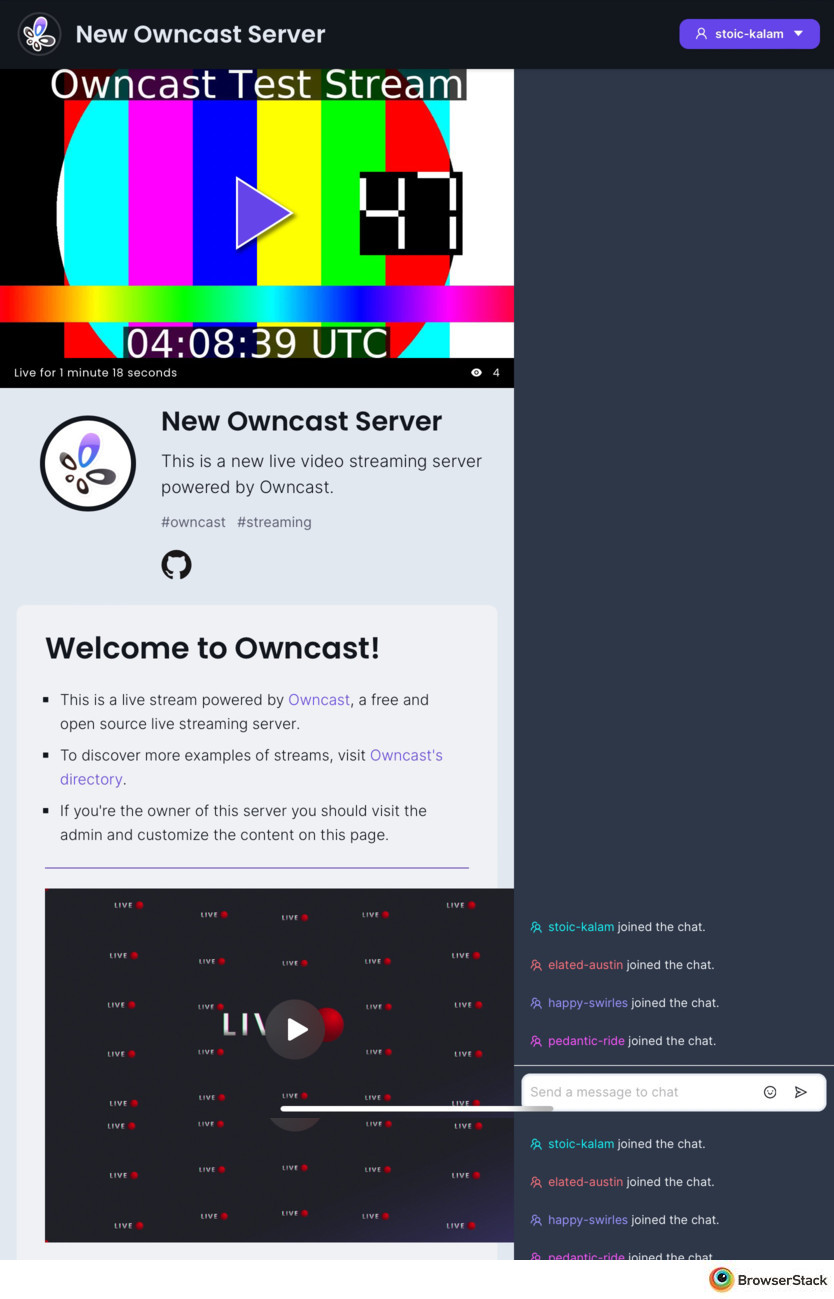 New Owncast Server
stoic-kalam
Owncast Test Stream
47
04:08:39 UTC
Live for 1 minute 18 seconds
4
New Owncast Server
This is a new live video streaming server
powered by Owncast.
#owncast #streaming
Welcome to Owncast!
This is a live stream powered by Owncast, a free and
open source live streaming server.
To discover more examples of streams, visit Owncast's
directory.
If you're the owner of this server you should visit the
admin and customize the content on this page.
LIVE LIVE LIVE LIVE LIVE
LIVE LIVE LIVE LIVE LIVE
LIVE LIVE LIVE LIVE
LIV
LIVE LIVE LIVE LIVE
LIVE LIVE LIVE LIVE LIVE
LIVE LIVE LIVE LIVE LIVE
LIVE LIVE LIVE LIVE LIVE
LIVE LIVE LIVE LIVE LIVE
stoic-kalam joined the chat.
elated-austin joined the chat.
happy-swirles joined the chat.
pedantic-ride joined the chat.
Send a message to chat
stoic-kalam joined the chat.
elated-austin joined the chat.
happy-swirles joined the chat.
pedantic-ride joined the chat.
BrowserStack